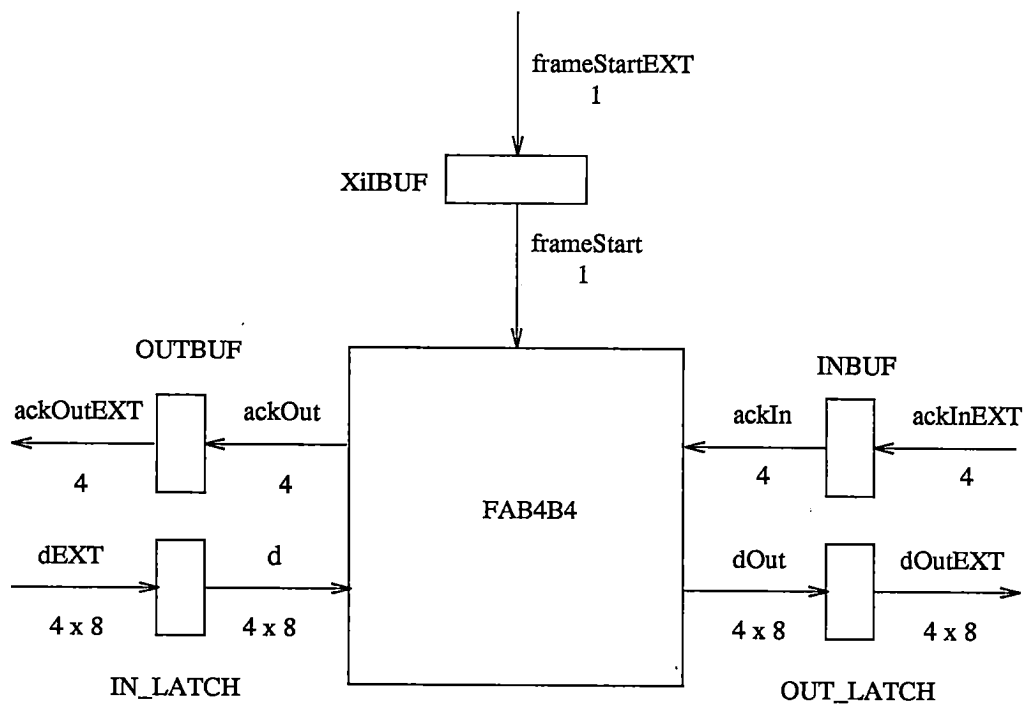 frameStartEXT
1
XiIBUF
frameStart
1
OUTBUF
INBUF
ackOutEXT
ackOut
ackIn
ackInEXT
4
4
4
4
FAB4B4
dEXT
d
dOut
dOutEXT
4 x 8
4 x 8
4 x 8
4 x 8
IN_LATCH
OUT_LATCH